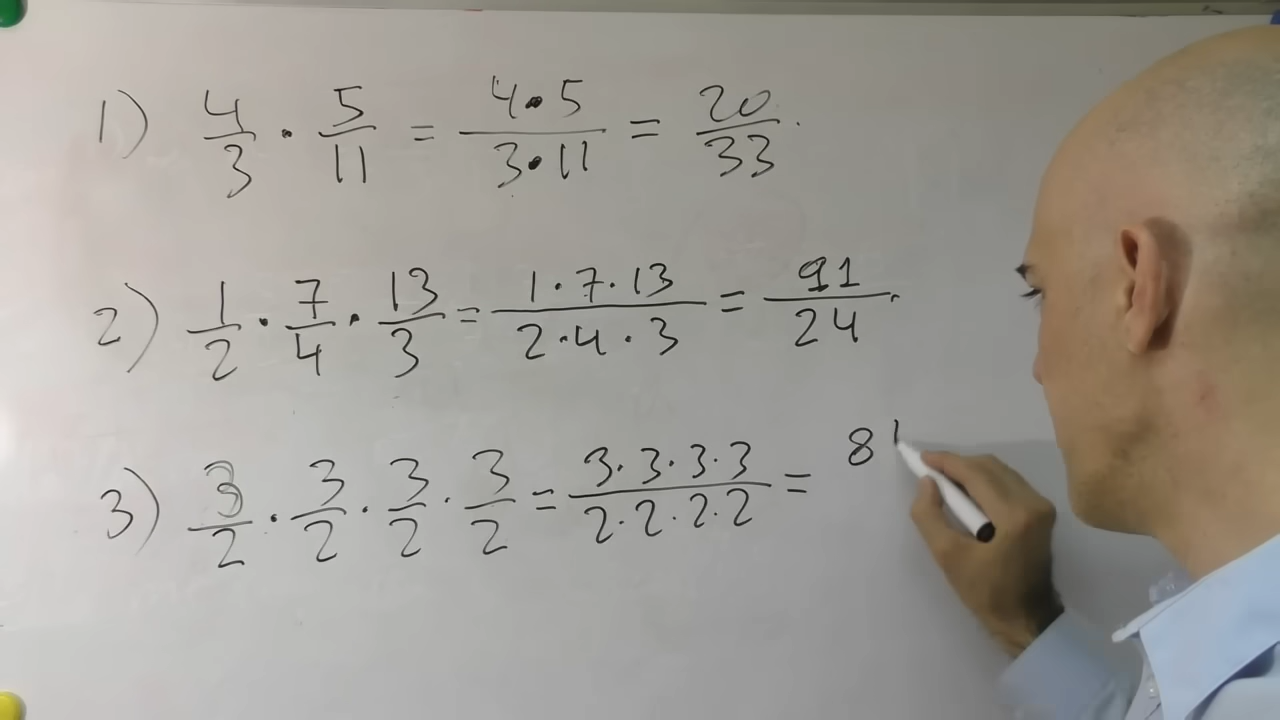 1) 4/3 · 5/11 = 4·5/3·11 = 20/33.
2) 1/2 · 7/4 · 13/3 = 1·7·13/2·4·3 = 91/24.
3) 3/2 · 3/2 · 3/2 · 3/2 = 3·3·3·3/2·2·2·2 = 81